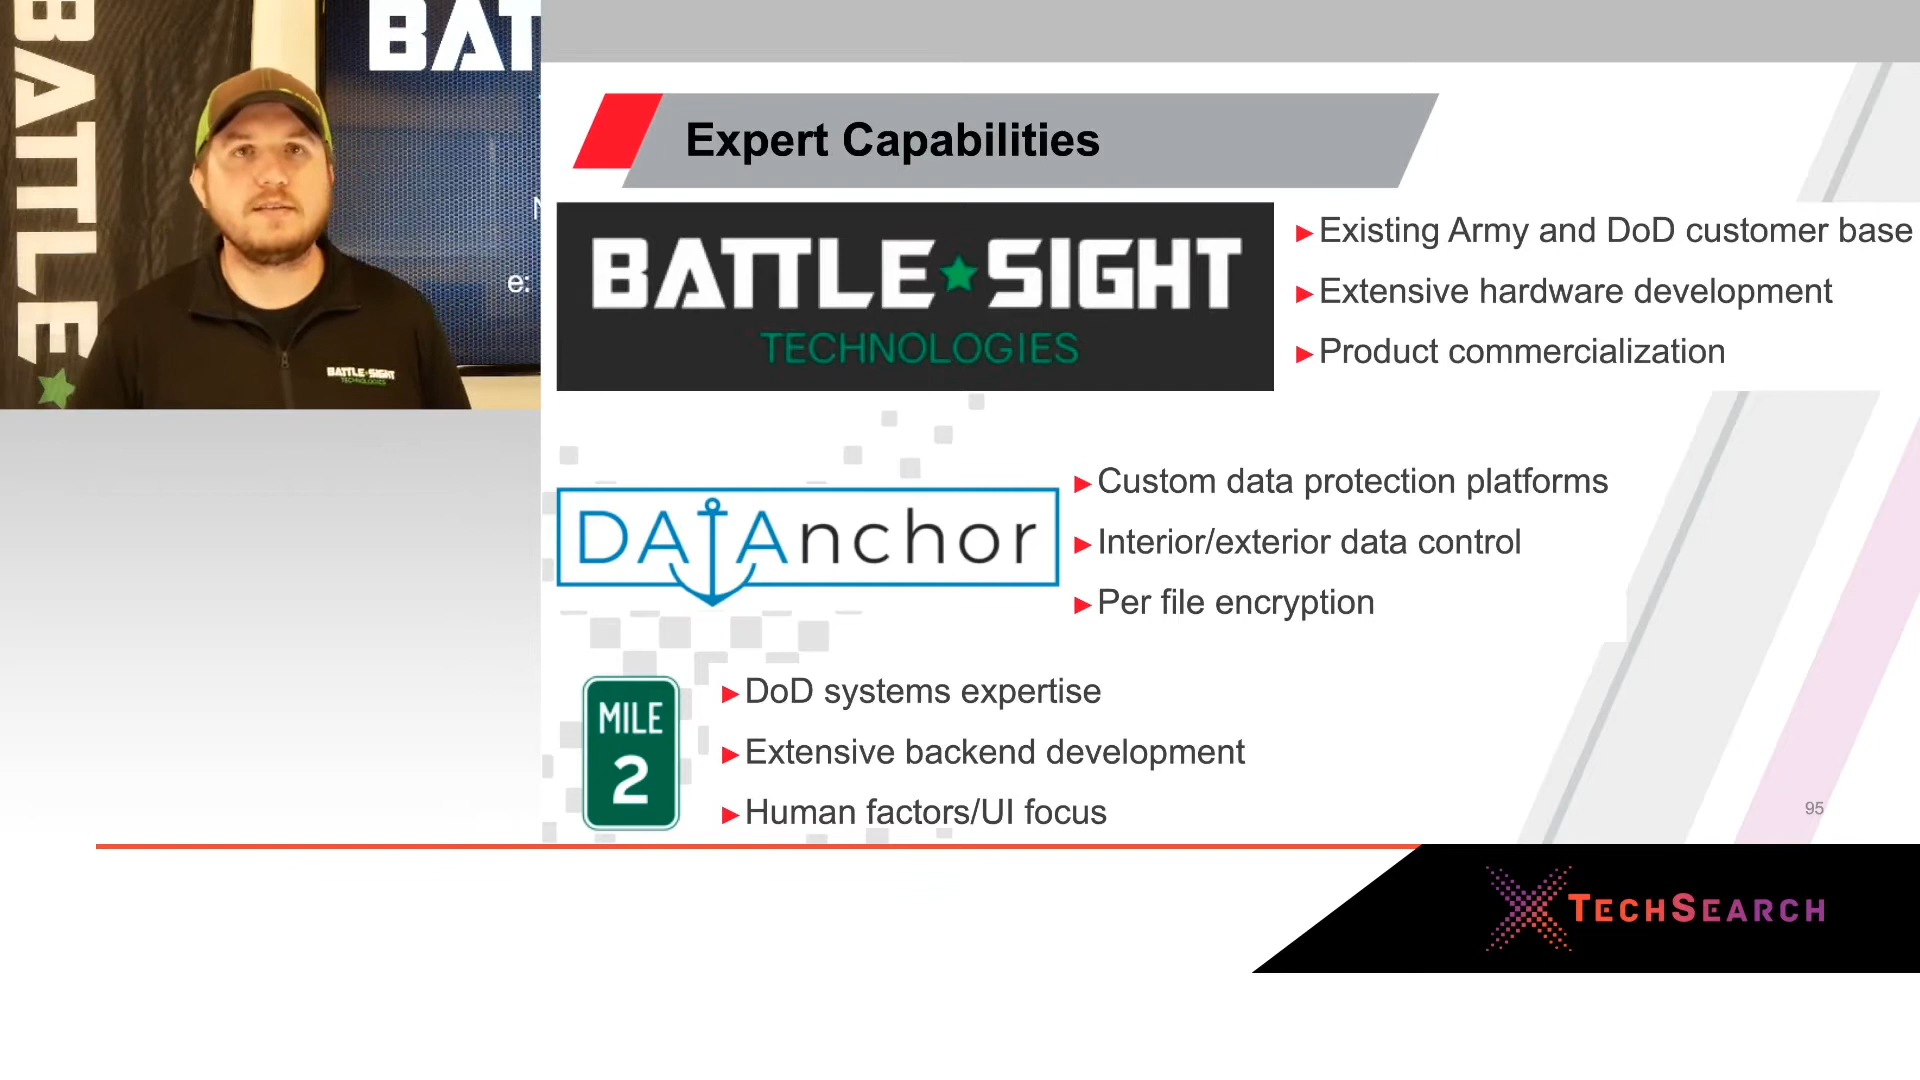 BATTLE
BAT
e:
BATTLE SIGHT
TECHNOLOGIES
Expert Capabilities
BATTLE SIGHT
TECHNOLOGIES
►Existing Army and DoD customer base
►Extensive hardware development
►Product commercialization
DATAnchor
►Custom data protection platforms
►Interior/exterior data control
►Per file encryption
MILE
2
►DoD systems expertise
►Extensive backend development
►Human factors/UI focus
95
XTECHSEARCH